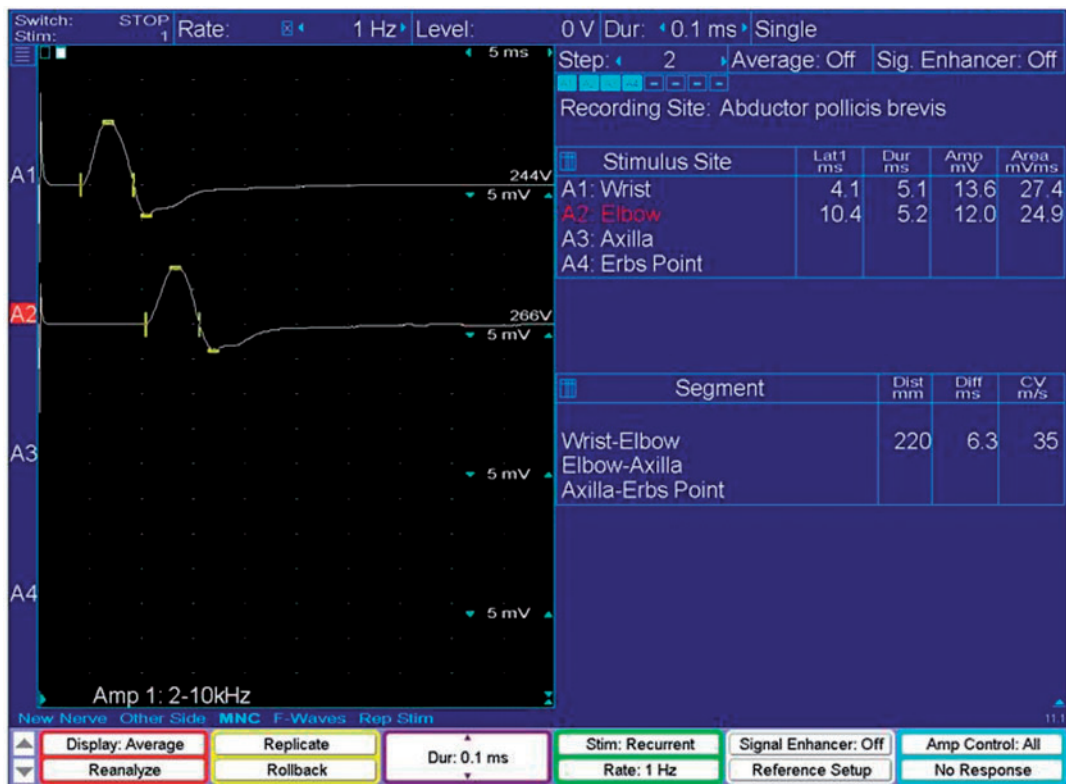 Switch: STOP
Stim: 1
Rate: 1 Hz
Level: 0 V
Dur: 0.1 ms
Single
5 ms
Step: 2
Average: Off
Sig. Enhancer: Off
A1 A2 A3 A4
Recording Site: Abductor pollicis brevis
A1
244V
5 mV
A2
266V
5 mV
A3
5 mV
A4
5 mV
Amp 1: 2-10kHz
Stimulus Site Lat1 ms Dur ms Amp mV Area mVms
A1: Wrist 4.1 5.1 13.6 27.4
A2: Elbow 10.4 5.2 12.0 24.9
A3: Axilla
A4: Erbs Point
Segment Dist mm Diff ms CV m/s
Wrist-Elbow 220 6.3 35
Elbow-Axilla
Axilla-Erbs Point
New Nerve Other Side MNC F-Waves Rep Stim
11.1
Display: Average
Replicate
Dur: 0.1 ms
Stim: Recurrent
Signal Enhancer: Off
Amp Control: All
Reanalyze
Rollback
Rate: 1 Hz
Reference Setup
No Response